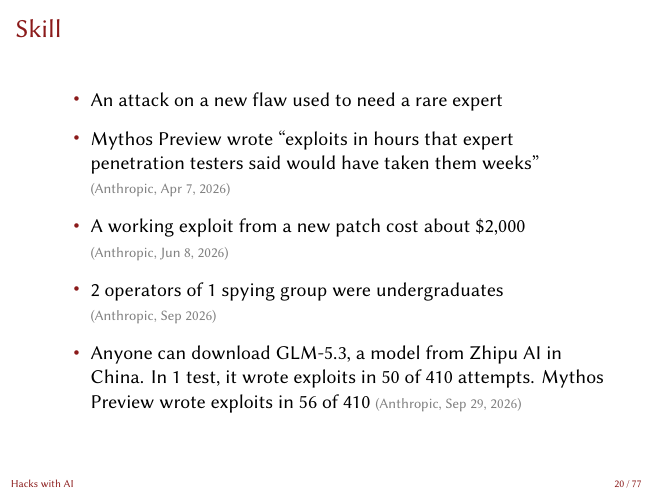 Skill
• An attack on a new flaw used to need a rare expert
• Mythos Preview wrote “exploits in hours that expert
penetration testers said would have taken them weeks”
(Anthropic, Apr 7, 2026)
• A working exploit from a new patch cost about $2,000
(Anthropic, Jun 8, 2026)
• 2 operators of 1 spying group were undergraduates
(Anthropic, Sep 2026)
• Anyone can download GLM-5.3, a model from Zhipu AI in
China. In 1 test, it wrote exploits in 50 of 410 attempts. Mythos
Preview wrote exploits in 56 of 410 (Anthropic, Sep 29, 2026)
Hacks with AI
20 / 77